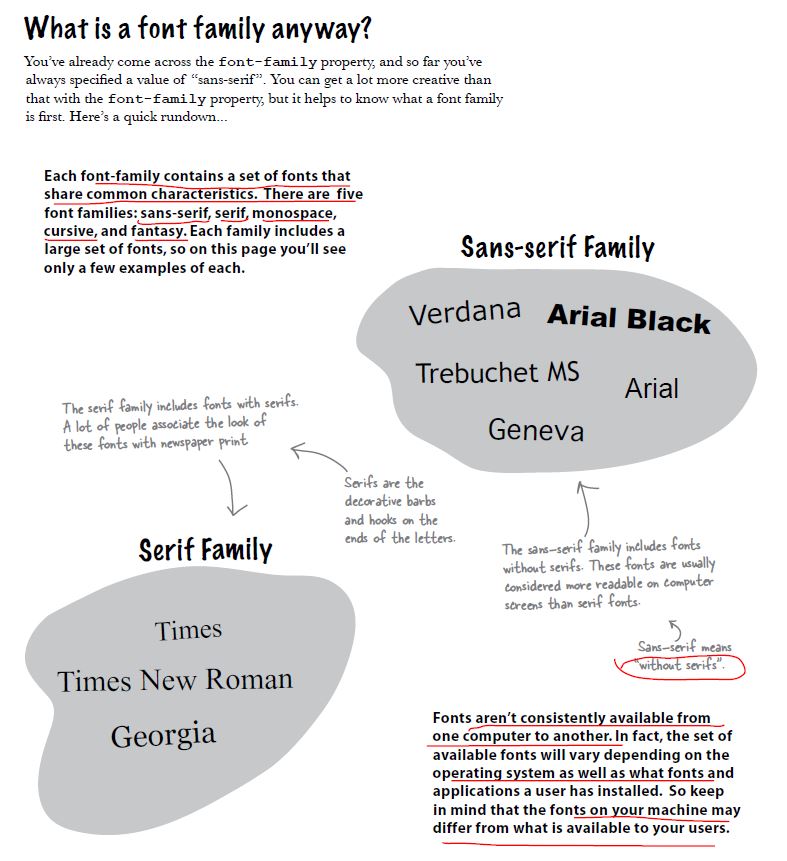 What is a font family anyway?
You've already come across the font-family property, and so far you've
always specified a value of "sans-serif". You can get a lot more creative than
that with the font-family property, but it helps to know what a font family
is first. Here's a quick rundown...
Each font-family contains a set of fonts that
share common characteristics. There are five
font families: sans-serif, serif, monospace,
cursive, and fantasy. Each family includes a
large set of fonts, so on this page you'll see
only a few examples of each.
Sans-serif Family
Verdana
Arial Black
Trebuchet MS
Arial
Geneva
The serif family includes fonts with serifs.
A lot of people associate the look of
these fonts with newspaper print
Serifs are the
decorative barbs
and hooks on the
ends of the letters.
The sans-serif family includes fonts
without serifs. These fonts are usually
considered more readable on computer
screens than serif fonts.
Sans-serif means
"without serifs".
Serif Family
Times
Times New Roman
Georgia
Fonts aren't consistently available from
one computer to another. In fact, the set of
available fonts will vary depending on the
operating system as well as what fonts and
applications a user has installed. So keep
in mind that the fonts on your machine may
differ from what is available to your users.